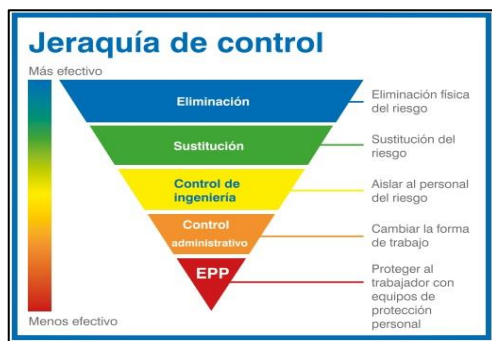 Jeraquía de control
Más efectivo
Eliminación
Eliminación física
del riesgo
Sustitución
Sustitución del
riesgo
Control de
ingeniería
Aislar al personal
del riesgo
Control
administrativo
Cambiar la forma
de trabajo
EPP
Proteger al
trabajador con
equipos de
protección
personal
Menos efectivo